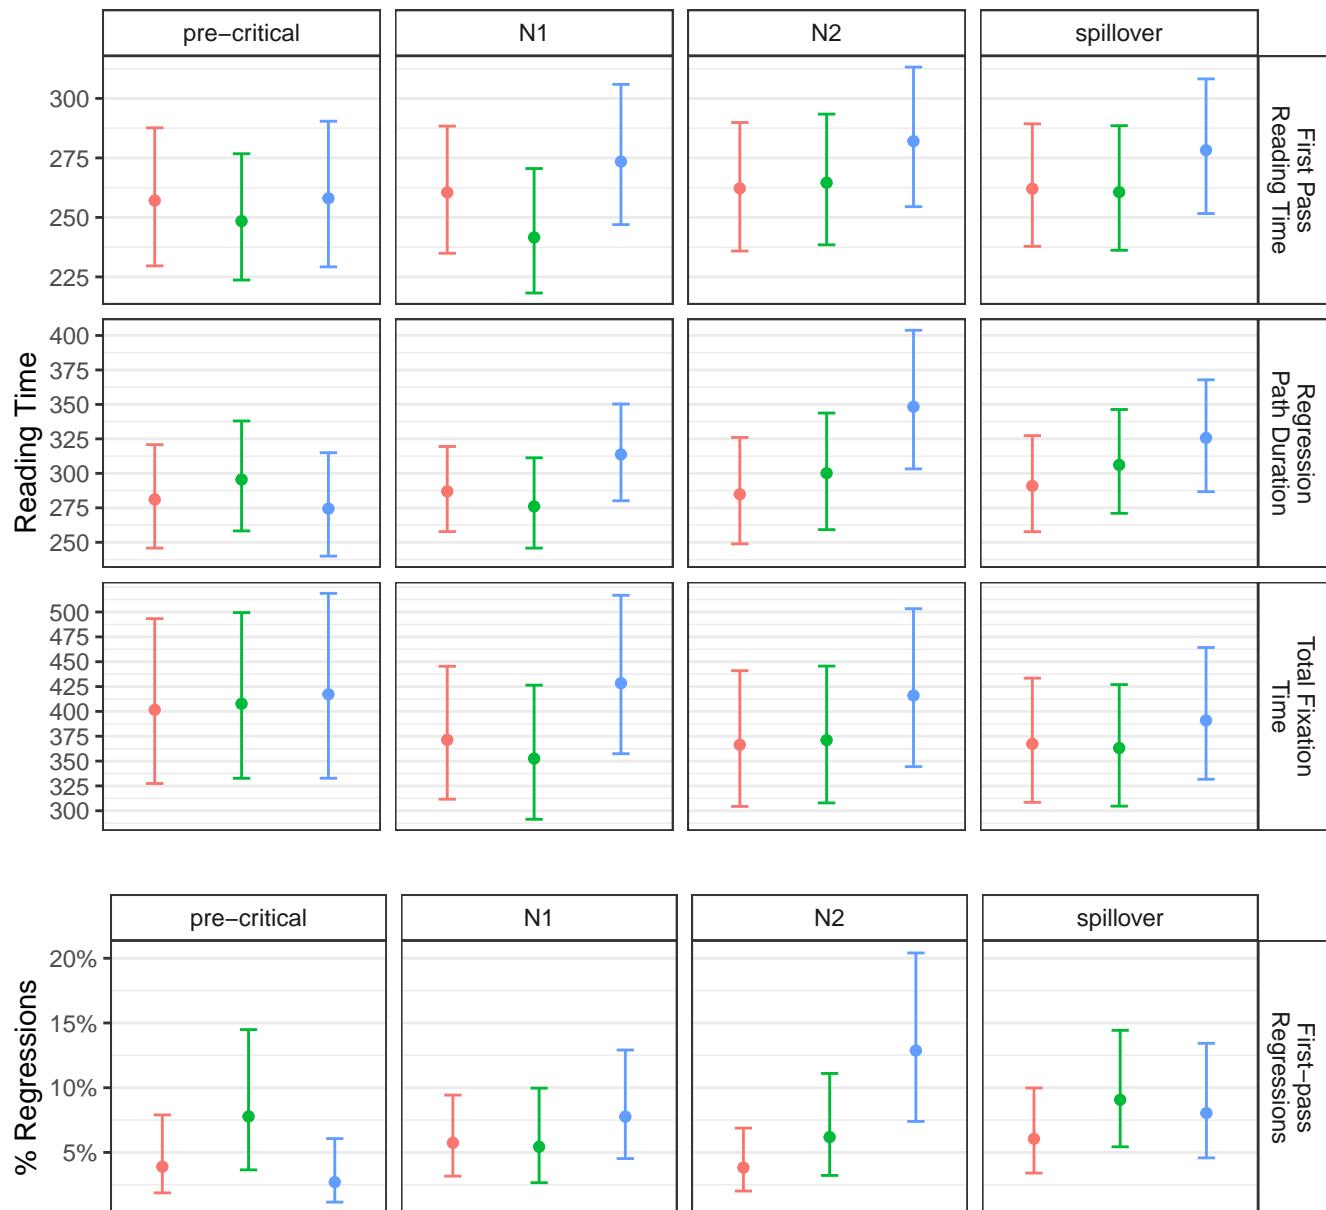 pre−critical
N1
N2
spillover
300
275
250
225
First Pass
Reading Time
Reading Time
400
375
350
325
300
275
250
Regression
Path Duration
500
475
450
425
400
375
350
325
300
Total Fixation
Time
pre−critical
N1
N2
spillover
% Regressions
20%
15%
10%
5%
First−pass
Regressions